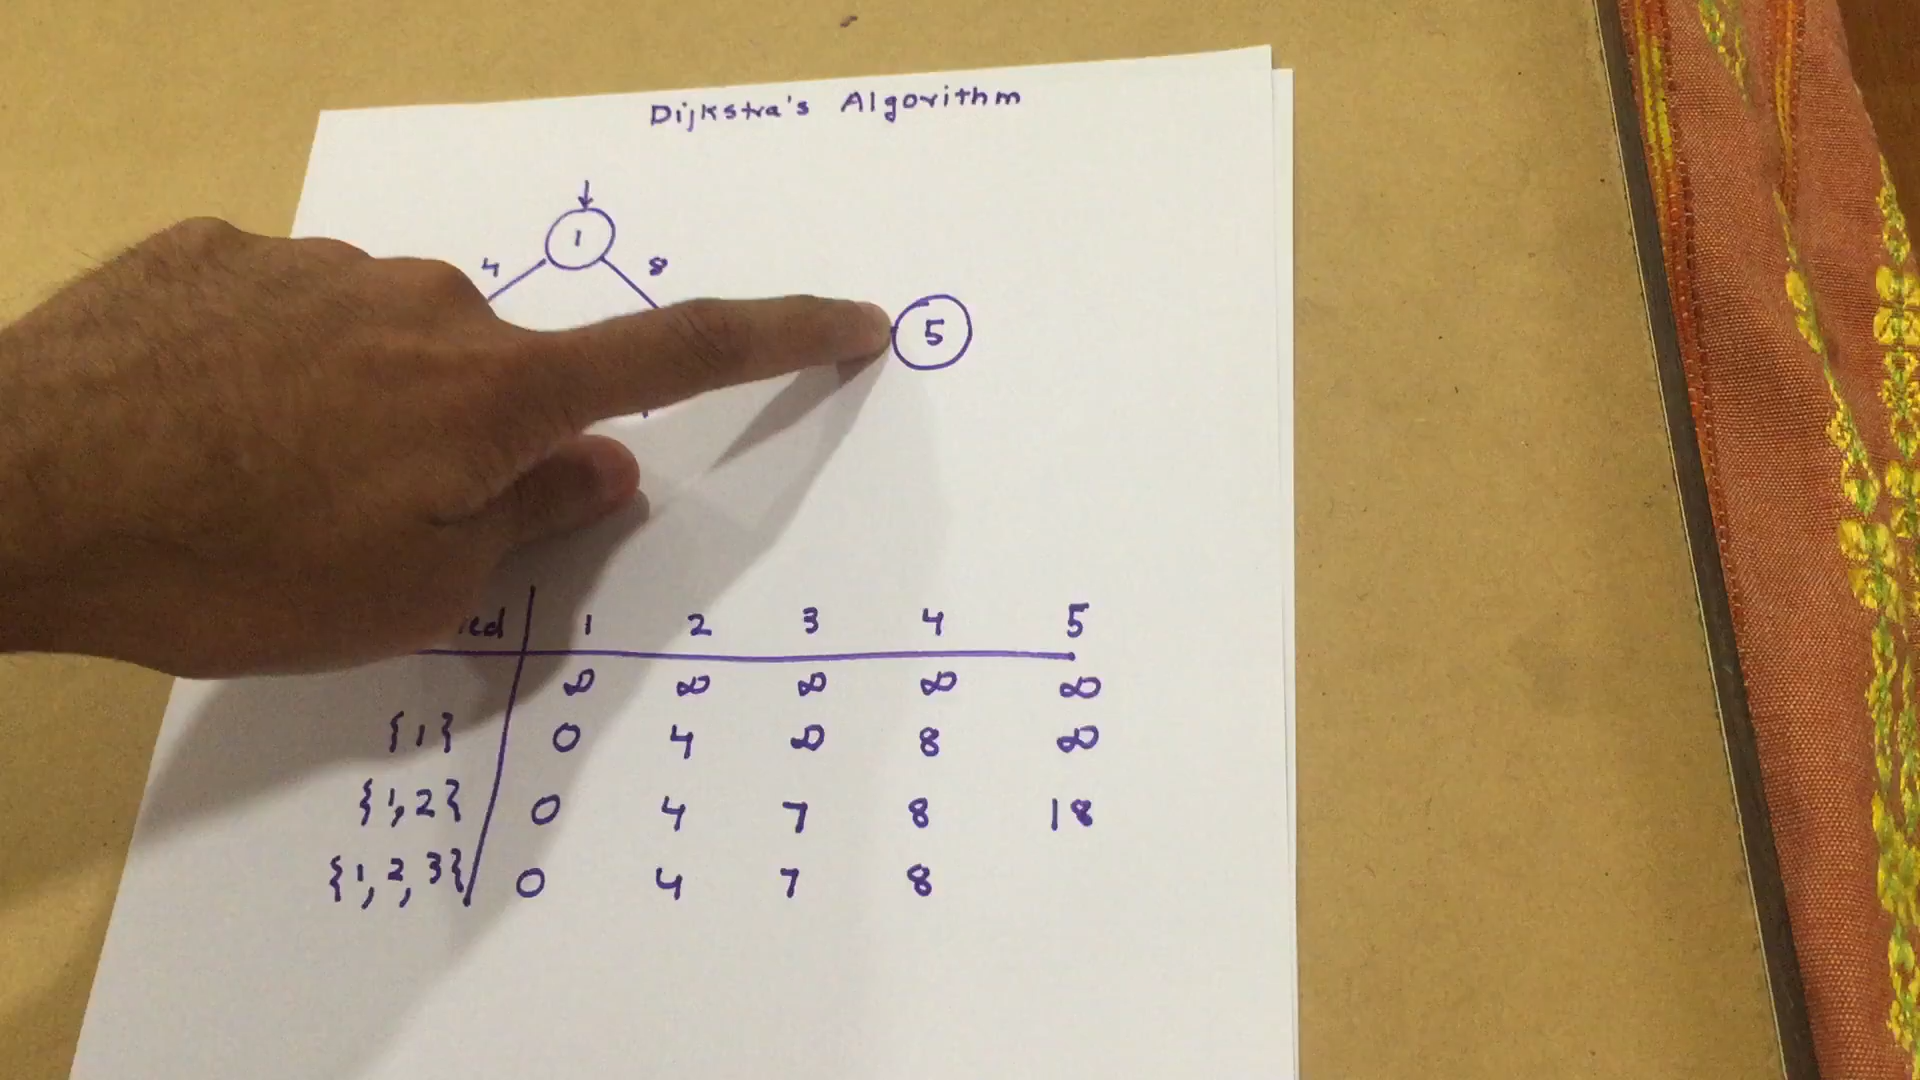 Dijkstra's Algorithm
1
4 8
5
1 2 3 4 5
∞ ∞ ∞ ∞ ∞
{1} 0 4 ∞ 8 ∞
{1,2} 0 4 7 8 18
{1,2,3} 0 4 7 8